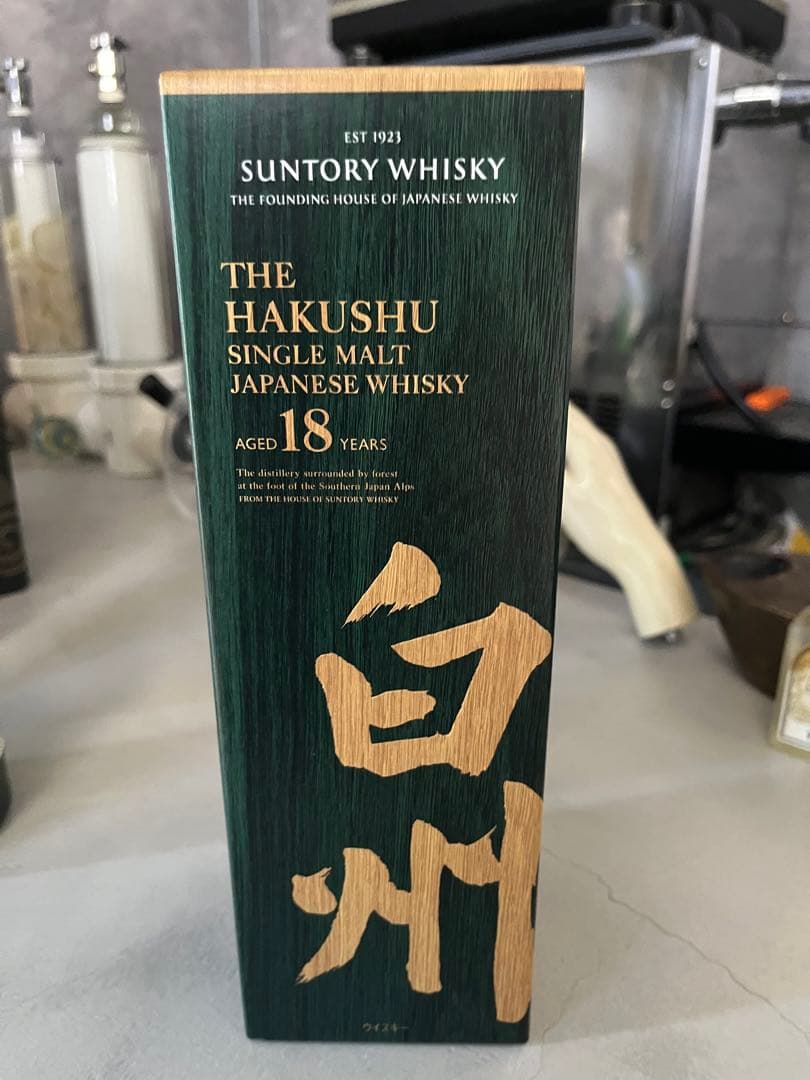 EST 1923
SUNTORY WHISKY
THE FOUNDING HOUSE OF JAPANESE WHISKY
THE
HAKUSHU
SINGLE MALT
JAPANESE WHISKY
AGED 18 YEARS
The distillery surrounded by forest
at the foot of the Southern Japan Alps
FROM THE HOUSE OF SUNTORY WHISKY
白
州
ウイスキー